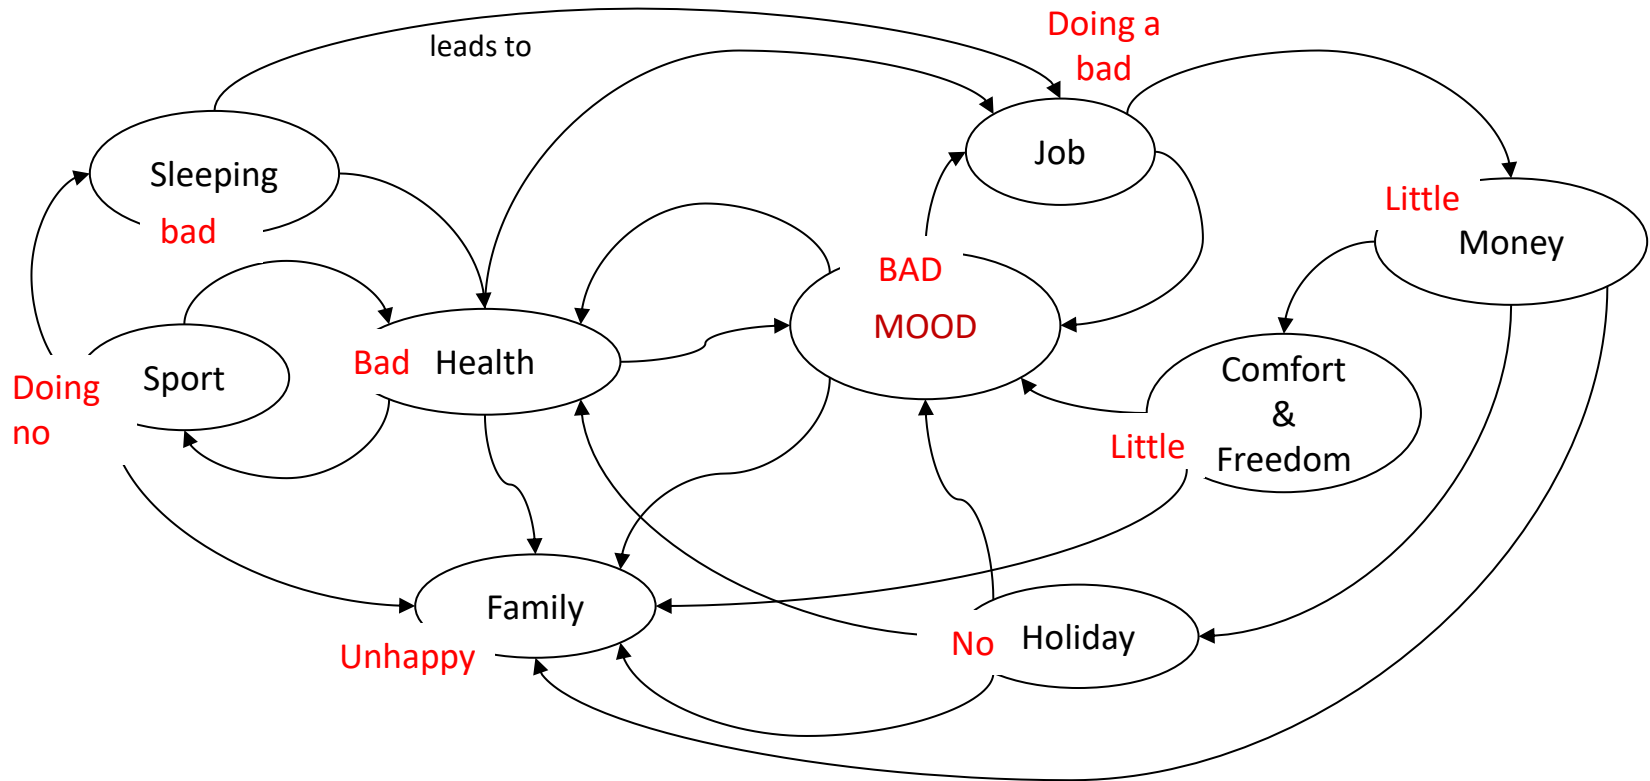 leads to
Doing a
bad
Job
Sleeping
bad
Little
Money
BAD
MOOD
Bad Health
Doing
no
Sport
Comfort
&
Freedom
Little
Family
Unhappy
No Holiday